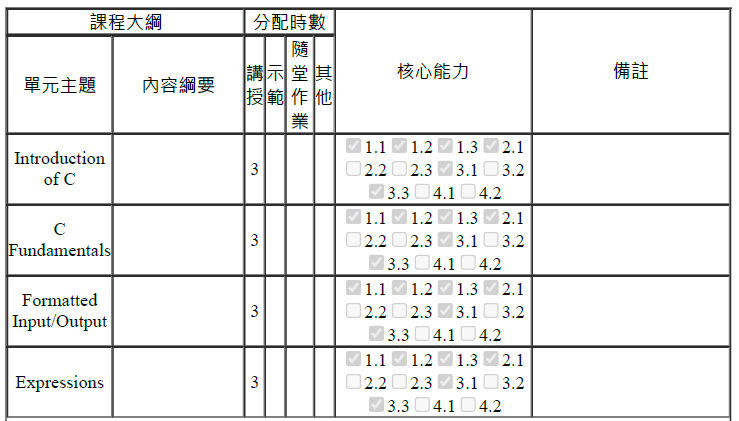 課程大綱 分配時數 核心能力 備註
單元主題 內容綱要 講授 示範 隨堂作業 其他
Introduction
of C
3
1.1 1.2 1.3 2.1
2.2 2.3 3.1 3.2
3.3 4.1 4.2
C
Fundamentals
3
1.1 1.2 1.3 2.1
2.2 2.3 3.1 3.2
3.3 4.1 4.2
Formatted
Input/Output
3
1.1 1.2 1.3 2.1
2.2 2.3 3.1 3.2
3.3 4.1 4.2
Expressions
3
1.1 1.2 1.3 2.1
2.2 2.3 3.1 3.2
3.3 4.1 4.2